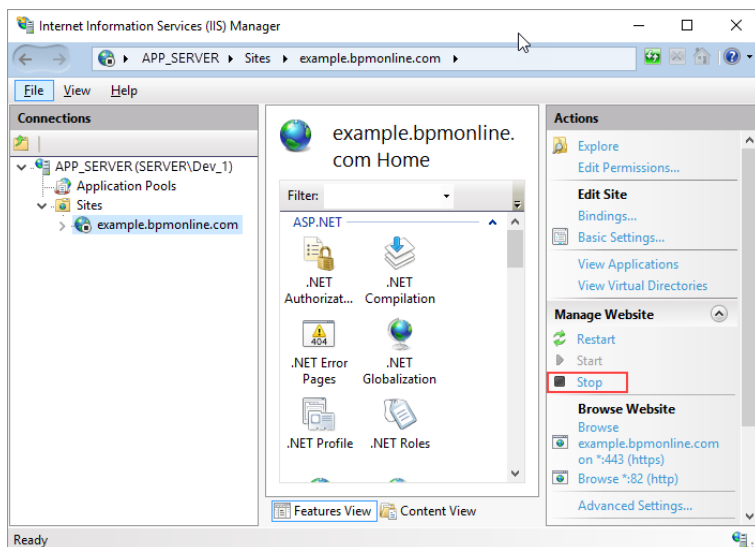 Internet Information Services (IIS) Manager
APP_SERVER Sites example.bpmonline.com
File View Help
Connections
APP_SERVER (SERVER\Dev_1)
Application Pools
Sites
example.bpmonline.com
example.bpmonline.
com Home
Filter:
ASP.NET
.NET
Authorizat...
.NET
Compilation
404
.NET Error
Pages
.NET
Globalization
.NET Profile
.NET Roles
Features View
Content View
Actions
Explore
Edit Permissions...
Edit Site
Bindings...
Basic Settings...
View Applications
View Virtual Directories
Manage Website
Restart
Start
Stop
Browse Website
Browse
example.bpmonline.com
on *:443 (https)
Browse *:82 (http)
Advanced Settings...
Ready